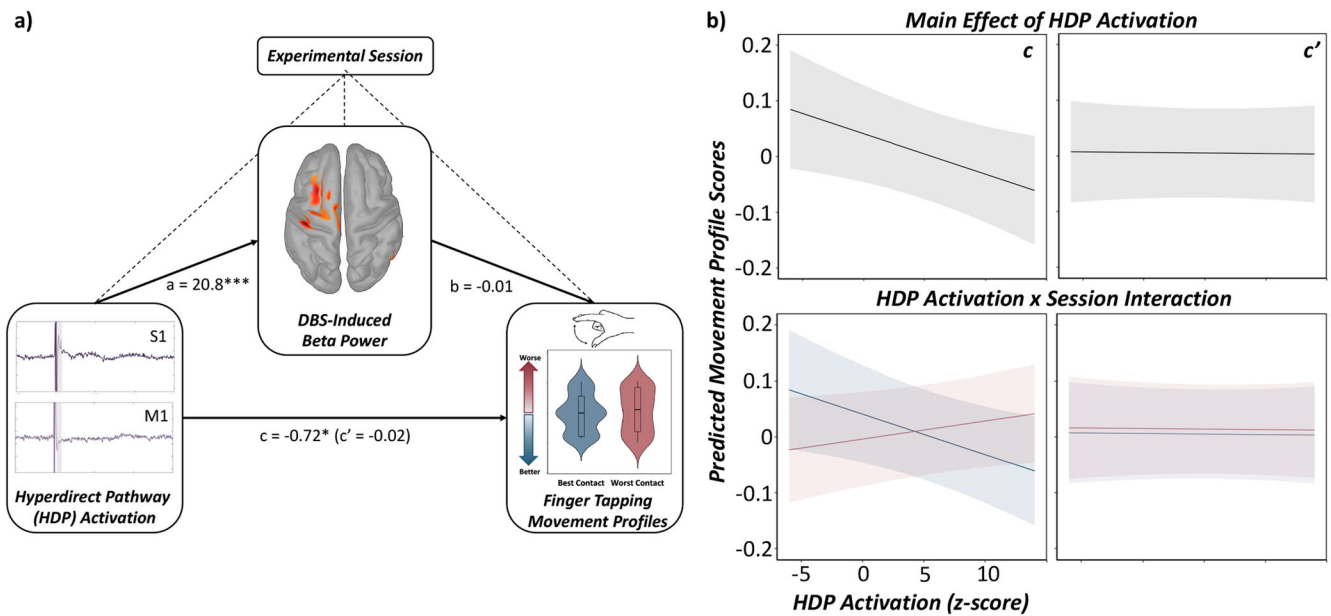 a)
Experimental Session
a = 20.8***
b = -0.01
DBS-Induced
Beta Power
S1
M1
Hyperdirect Pathway
(HDP) Activation
c = -0.72* (c' = -0.02)
Worse
Better
Best Contact
Worst Contact
Finger Tapping
Movement Profiles
b)
Main Effect of HDP Activation
c
c'
0.2
0.1
0
-0.1
-0.2
HDP Activation x Session Interaction
0.2
0.1
0
-0.1
-0.2
Predicted Movement Profile Scores
-5
0
5
10
HDP Activation (z-score)